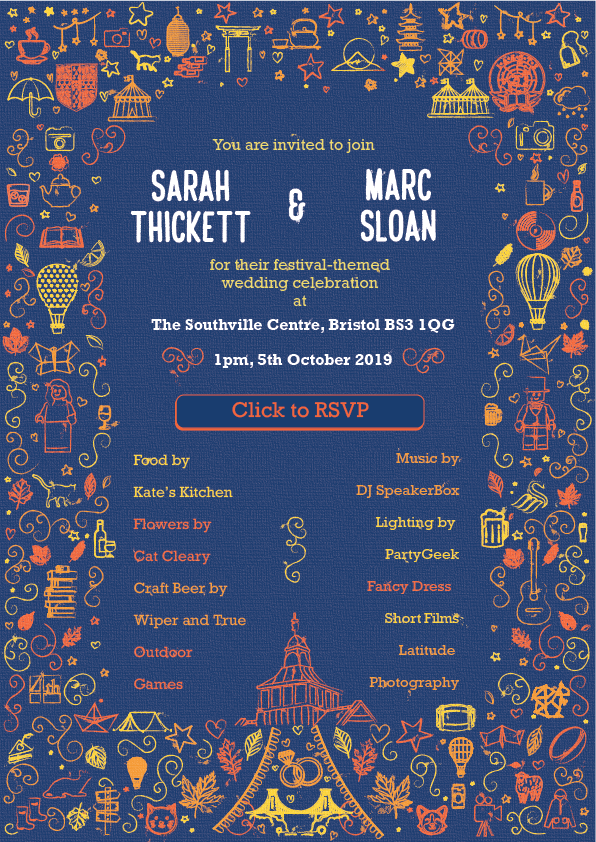 You are invited to join
SARAH THICKETT
&
MARC SLOAN
for their festival-themed
wedding celebration
at
The Southville Centre, Bristol BS3 1QG
1pm, 5th October 2019
Click to RSVP
Food by
Kate's Kitchen
Flowers by
Cat Cleary
Craft Beer by
Wiper and True
Outdoor
Games
Music by
DJ SpeakerBox
Lighting by
PartyGeek
Fancy Dress
Short Films
Latitude
Photography